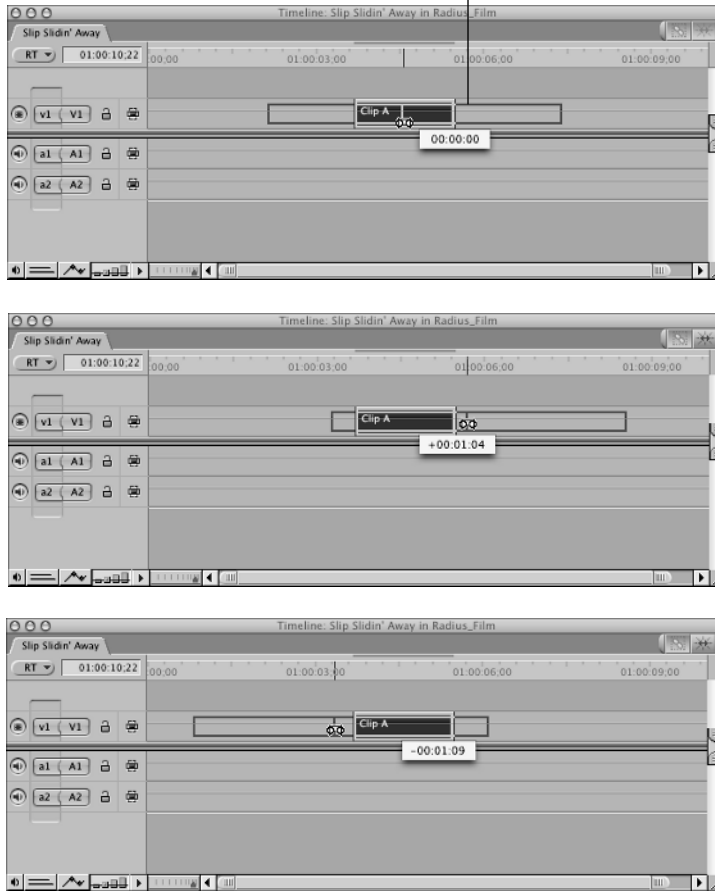 Timeline: Slip Slidin' Away in Radius_Film
Slip Slidin' Away
RT 01:00:10;22 00;00 01:00:03;00 01:00:06;00 01:00:09;00
v1 V1 Clip A
00:00:00
a1 A1
a2 A2
Timeline: Slip Slidin' Away in Radius_Film
Slip Slidin' Away
RT 01:00:10;22 00;00 01:00:03;00 01:00:06;00 01:00:09;00
v1 V1 Clip A
+00:01:04
a1 A1
a2 A2
Timeline: Slip Slidin' Away in Radius_Film
Slip Slidin' Away
RT 01:00:10;22 00;00 01:00:03;00 01:00:06;00 01:00:09;00
v1 V1 Clip A
-00:01:09
a1 A1
a2 A2